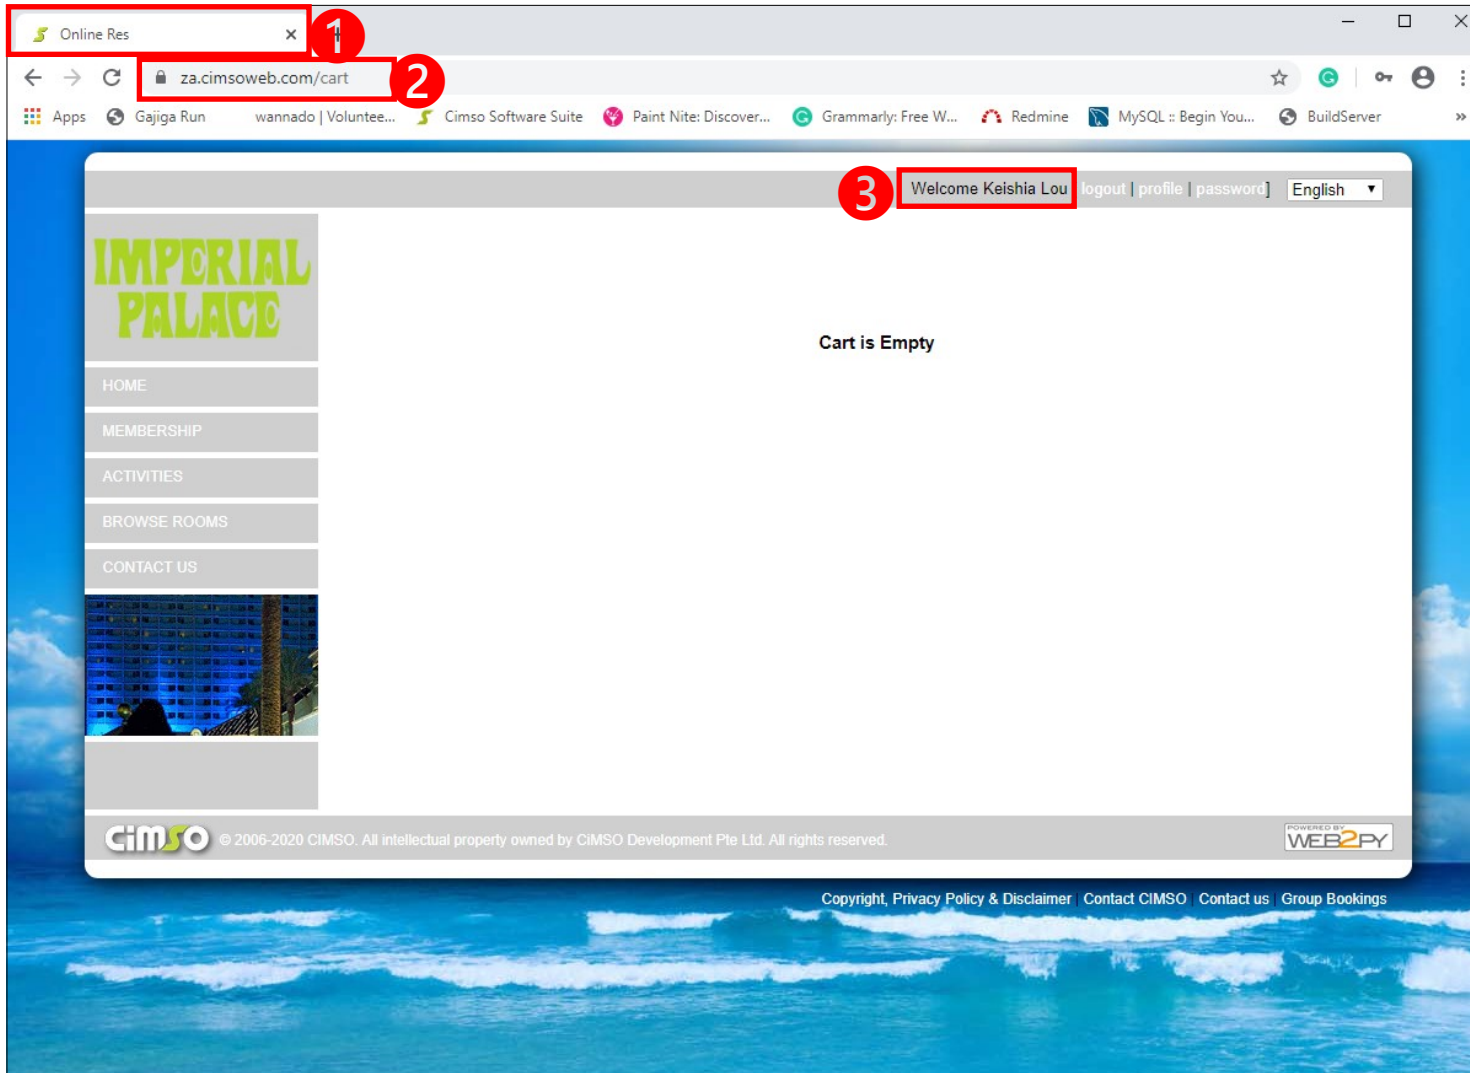 Online Res
1
za.cimsoweb.com/cart
2
Apps Gajiga Run wannado | Voluntee... Cimso Software Suite Paint Nite: Discover... Grammarly: Free W... Redmine MySQL :: Begin You... BuildServer »
3
Welcome Keishia Lou logout | profile | password] English
IMPERIAL
PALACE
Cart is Empty
HOME
MEMBERSHIP
ACTIVITIES
BROWSE ROOMS
CONTACT US
CiMSO © 2006-2020 CIMSO. All intellectual property owned by CiMSO Development Pte Ltd. All rights reserved.
POWERED BY
WEB2PY
Copyright, Privacy Policy & Disclaimer | Contact CIMSO | Contact us | Group Bookings